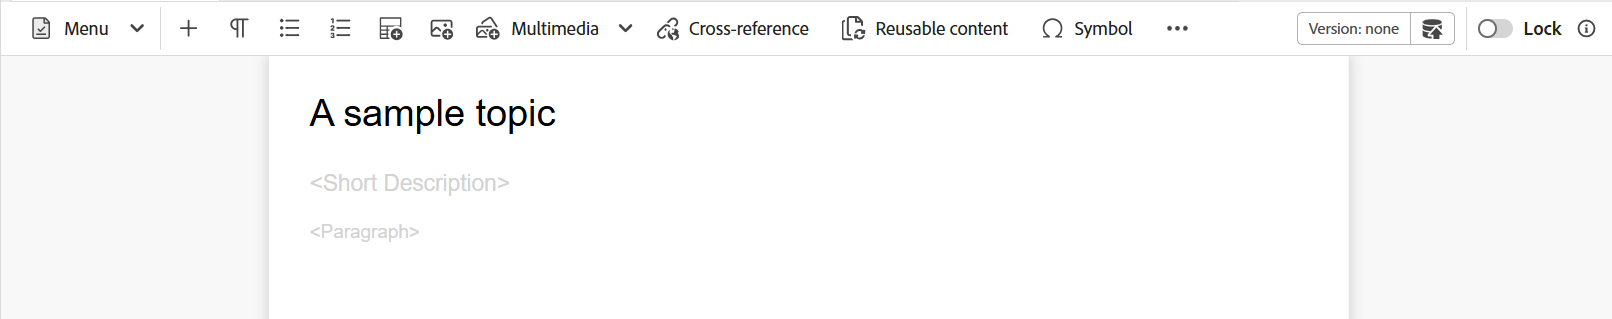 Menu Multimedia Cross-reference Reusable content Symbol Version: none Lock
A sample topic
<Short Description>
<Paragraph>